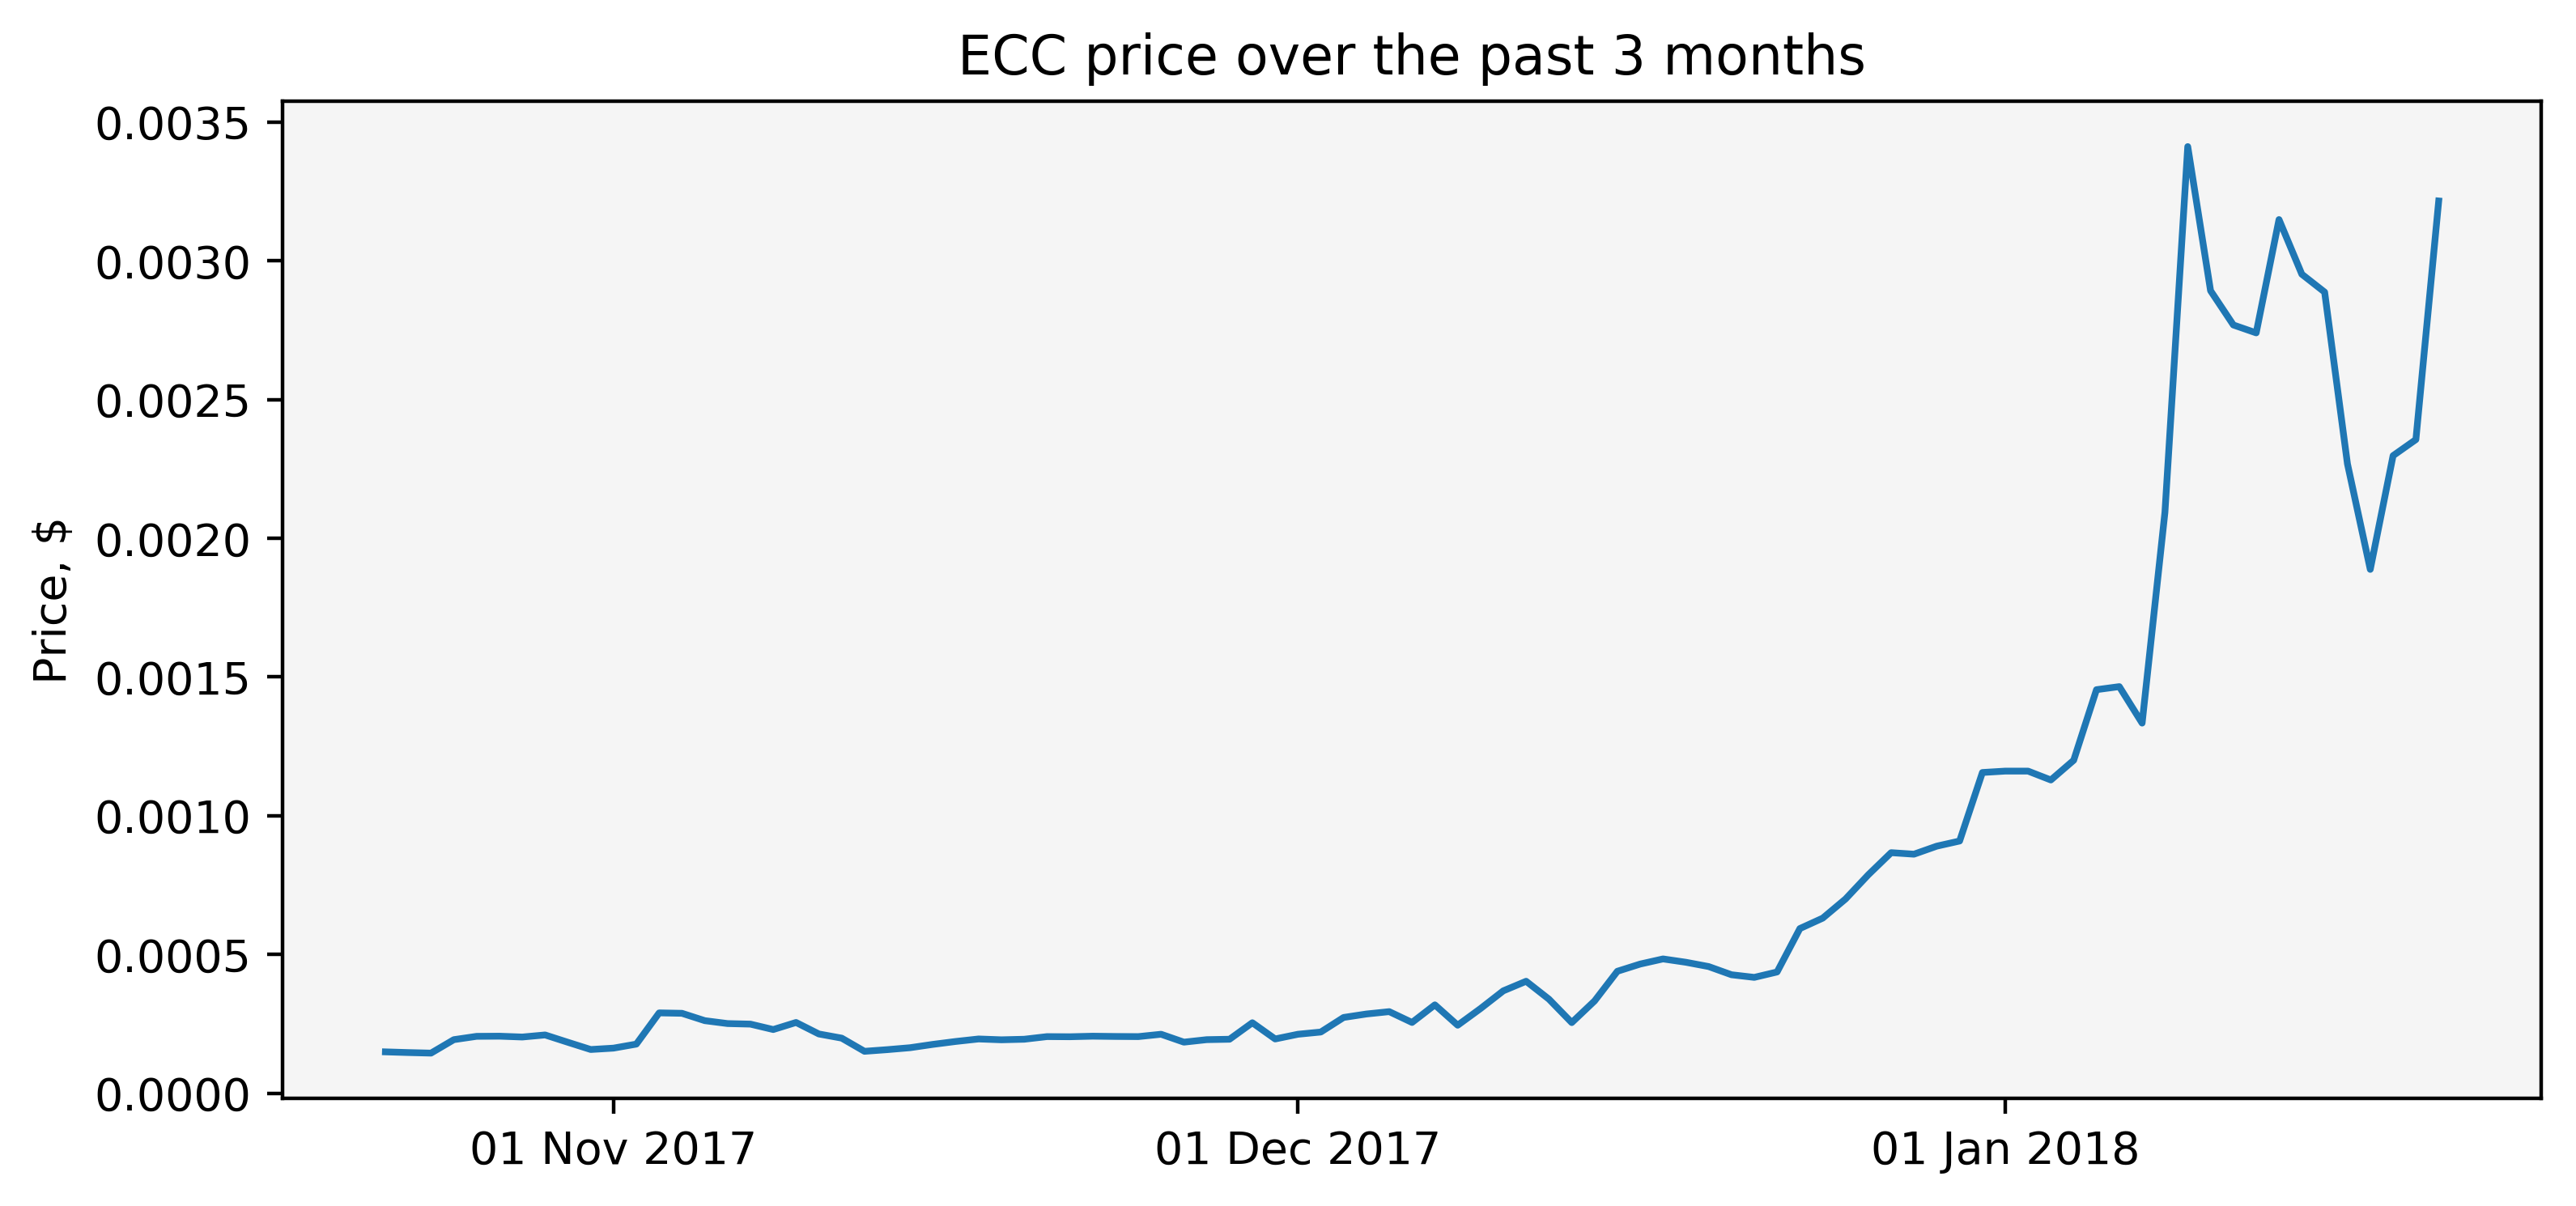 ECC price over the past 3 months
Price, $
0.0035
0.0030
0.0025
0.0020
0.0015
0.0010
0.0005
0.0000
01 Nov 2017
01 Dec 2017
01 Jan 2018